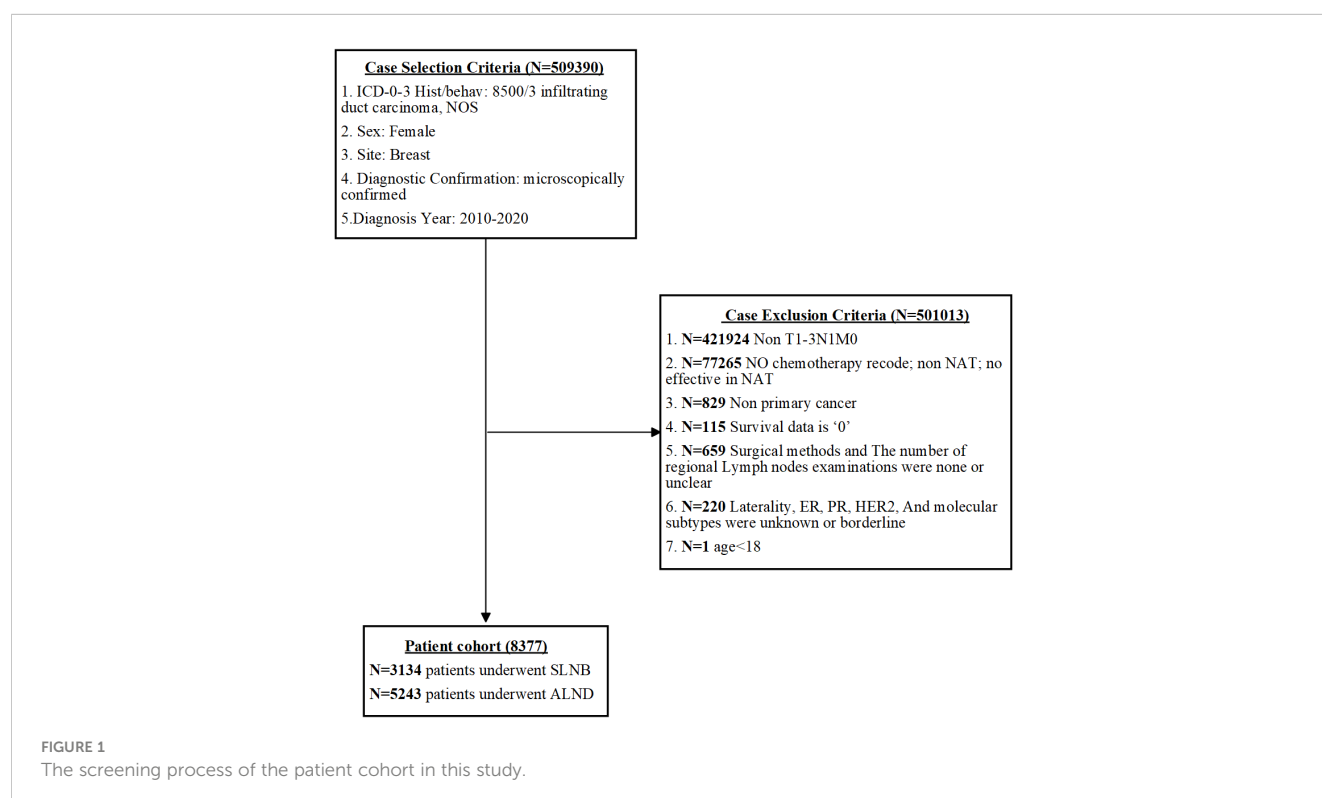 Case Selection Criteria (N=509390)
1. ICD-0-3 Hist/behav: 8500/3 infiltrating
duct carcinoma, NOS
2. Sex: Female
3. Site: Breast
4. Diagnostic Confirmation: microscopically
confirmed
5.Diagnosis Year: 2010-2020
Case Exclusion Criteria (N=501013)
1. N=421924 Non T1-3N1M0
2. N=77265 NO chemotherapy recode; non NAT; no
effective in NAT
3. N=829 Non primary cancer
4. N=115 Survival data is ‘0’
5. N=659 Surgical methods and The number of
regional Lymph nodes examinations were none or
unclear
6. N=220 Laterality, ER, PR, HER2, And molecular
subtypes were unknown or borderline
7. N=1 age<18
Patient cohort (8377)
N=3134 patients underwent SLNB
N=5243 patients underwent ALND
FIGURE 1
The screening process of the patient cohort in this study.